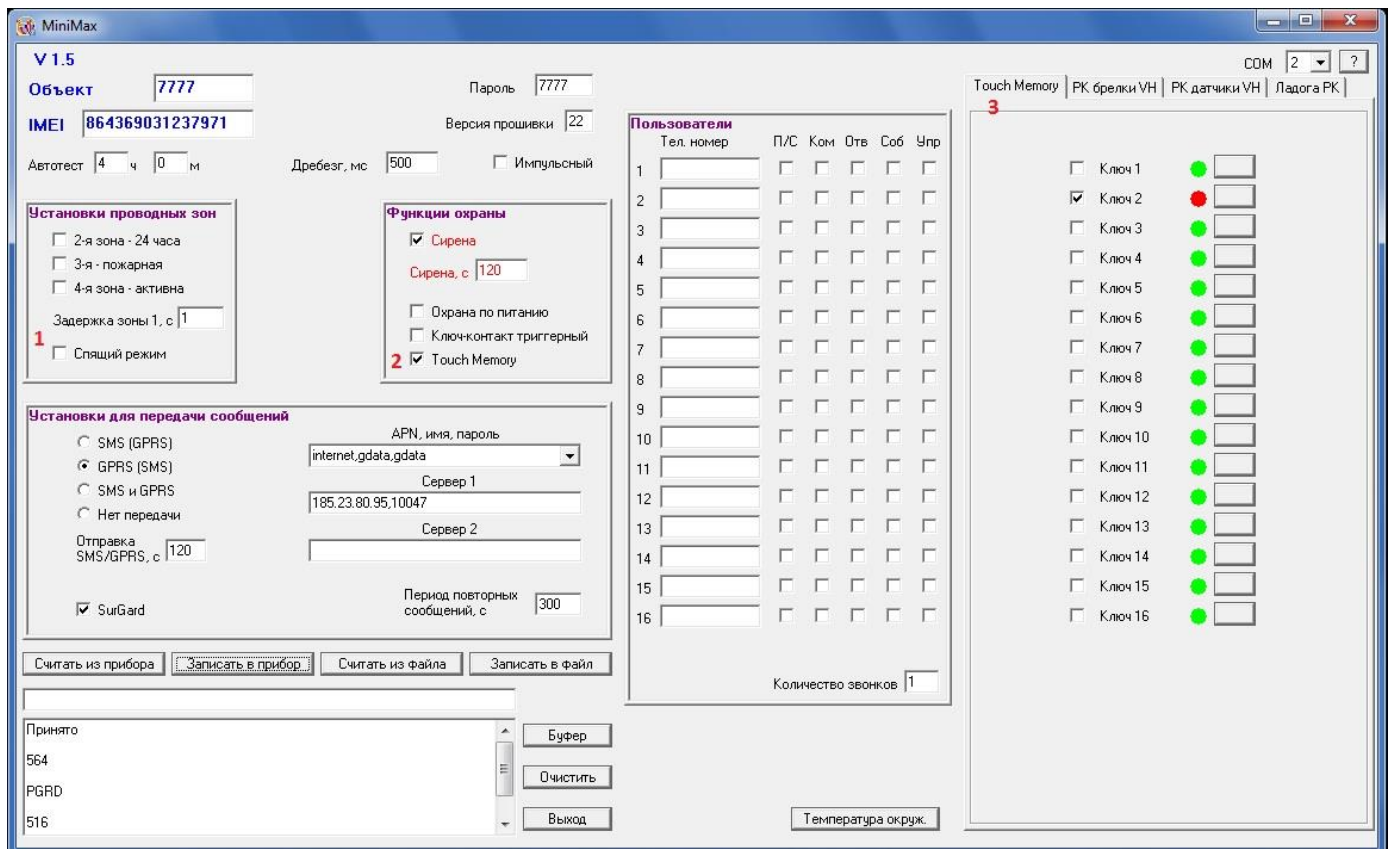 MiniMax
V 1.5
COM 2 ?
Объект 7777
Пароль 7777
IMEI 864369031237971
Версия прошивки 22
Автотест 4 ч 0 м
Дребезг, мс 500
Импульсный
Установки проводных зон
2-я зона - 24 часа
3-я - пожарная
4-я зона - активна
Задержка зоны 1, с 1
1
Спящий режим
Функции охраны
Сирена
Сирена, с 120
Охрана по питанию
Ключ-контакт триггерный
2 Touch Memory
Установки для передачи сообщений
SMS (GPRS)
GPRS (SMS)
SMS и GPRS
Нет передачи
Отправка
SMS/GPRS, с 120
SurGard
APN, имя, пароль
internet,gdata,gdata
Сервер 1
185.23.80.95,10047
Сервер 2
Период повторных
сообщений, с 300
Считать из прибора Записать в прибор Считать из файла Записать в файл
Принято
564
PGRD
516
Буфер
Очистить
Выход
Пользователи
Тел. номер П/С Ком Отв Соб Упр
1
2
3
4
5
6
7
8
9
10
11
12
13
14
15
16
Количество звонков 1
Температура окруж.
Touch Memory РК брелки VH РК датчики VH Ладога РК
3
Ключ 1
Ключ 2
Ключ 3
Ключ 4
Ключ 5
Ключ 6
Ключ 7
Ключ 8
Ключ 9
Ключ 10
Ключ 11
Ключ 12
Ключ 13
Ключ 14
Ключ 15
Ключ 16